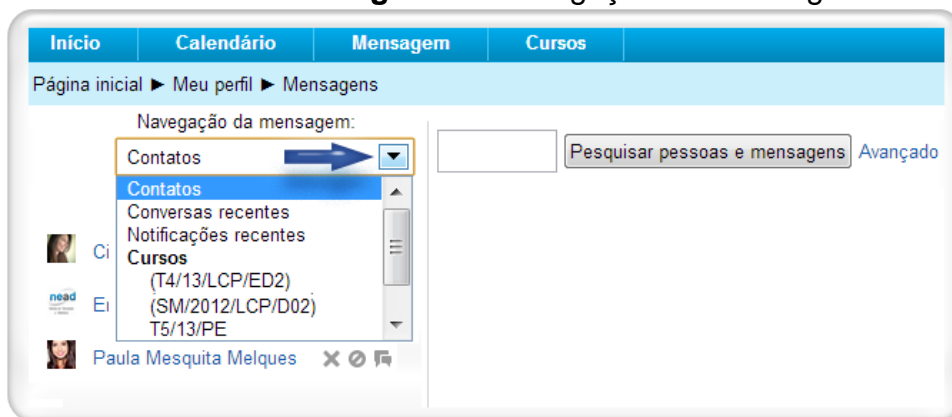 Início Calendário Mensagem Cursos
Página inicial ► Meu perfil ► Mensagens
Navegação da mensagem:
Contatos
Pesquisar pessoas e mensagens Avançado
Contatos
Conversas recentes
Notificações recentes
Ci
Cursos
(T4/13/LCP/ED2)
nead
(SM/2012/LCP/D02)
T5/13/PE
Paula Mesquita Melques